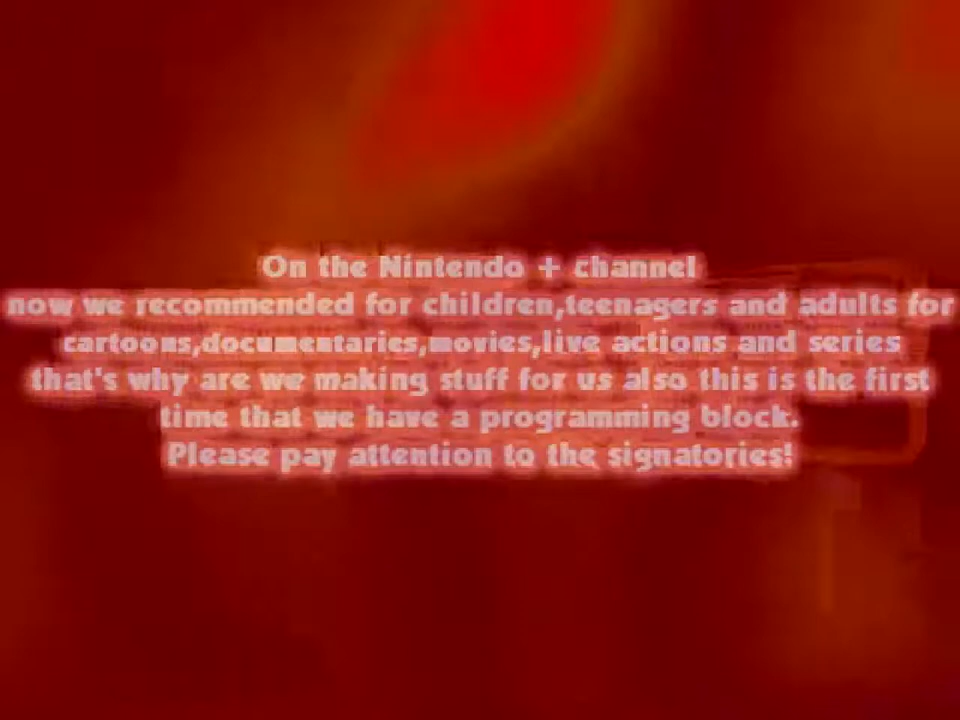 On the Nintendo + channel
now we recommended for children,teenagers and adults for
cartoons,documentaries,movies,live actions and series
that's why are we making stuff for us also this is the first
time that we have a programming block.
Please pay attention to the signatories!